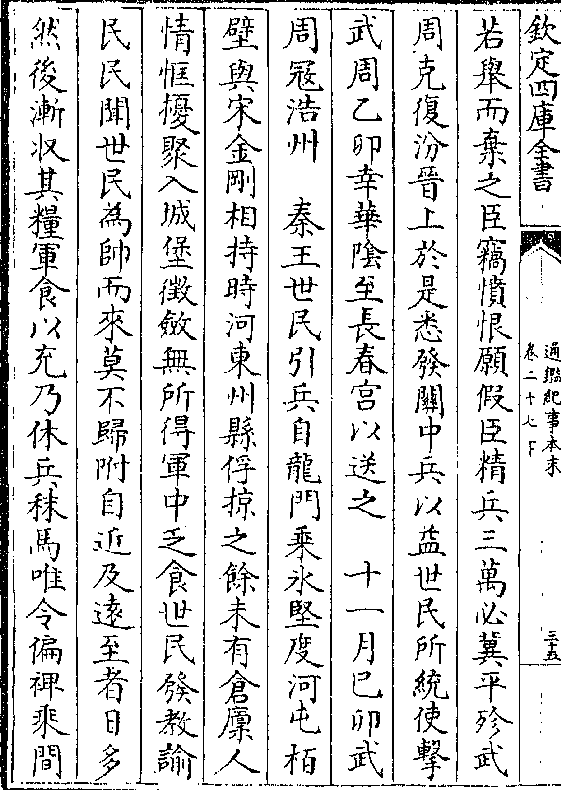 欽定四庫全書
通鑑紀事本末
卷二十七下
三十五
若舉而棄之臣竊憤恨願假臣精兵三萬必冀平殄武
周克復汾晉上於是悉發關中兵以益世民所統使擊
武周乙卯幸華陰至長春宮以送之　十一月己卯武
周冦浩州　秦王世民引兵自龍門乗氷堅度河屯栢
壁與宋金剛相持時河東州縣俘掠之餘未有倉廩人
情恇擾聚入城堡徵斂無所得軍中乏食世民發教諭
民民聞世民為帥而來莫不歸附自近及逺至者日多
然後漸収其糧軍食以充乃休兵秣馬唯令偏裨乗間